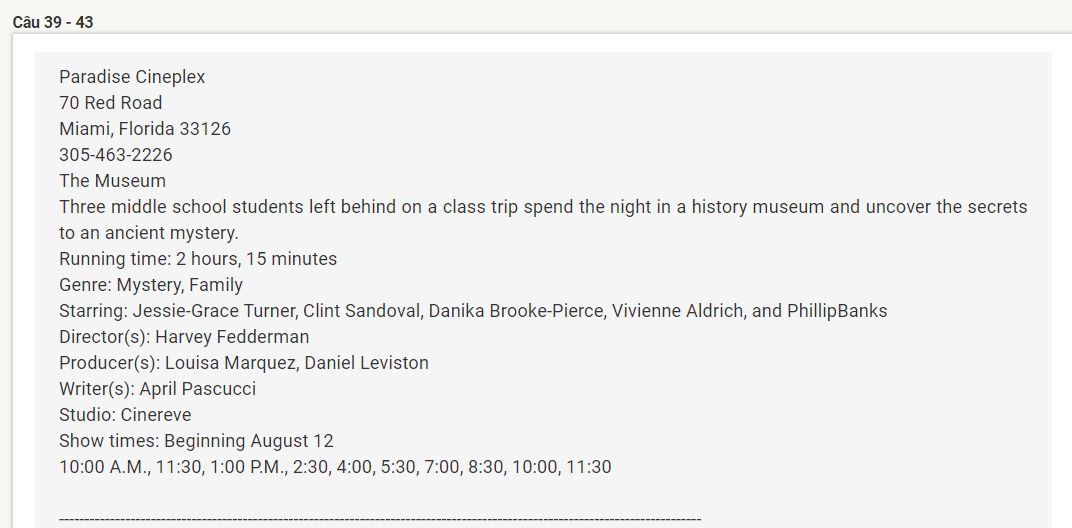 Câu 39 - 43
Paradise Cineplex
70 Red Road
Miami, Florida 33126
305-463-2226
The Museum
Three middle school students left behind on a class trip spend the night in a history museum and uncover the secrets
to an ancient mystery.
Running time: 2 hours, 15 minutes
Genre: Mystery, Family
Starring: Jessie-Grace Turner, Clint Sandoval, Danika Brooke-Pierce, Vivienne Aldrich, and PhillipBanks
Director(s): Harvey Fedderman
Producer(s): Louisa Marquez, Daniel Leviston
Writer(s): April Pascucci
Studio: Cinereve
Show times: Beginning August 12
10:00 A.M., 11:30, 1:00 P.M., 2:30, 4:00, 5:30, 7:00, 8:30, 10:00, 11:30